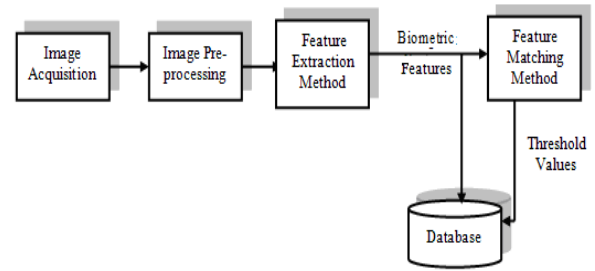 Image
Acquisition
Image Pre-
processing
Feature
Extraction
Method
Biometric
Features
Feature
Matching
Method
Threshold
Values
Database